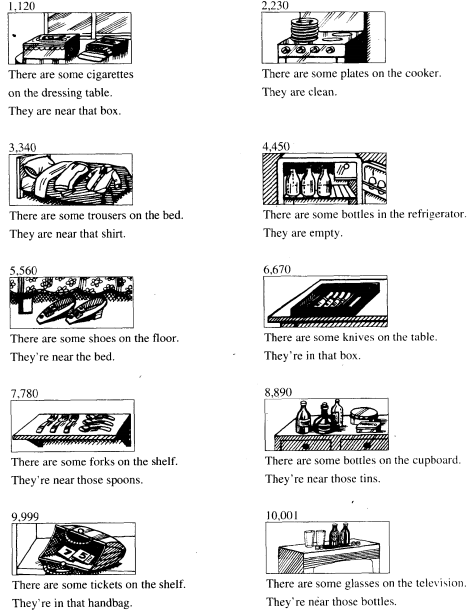 1,120
There are some cigarettes
on the dressing table.
They are near that box.
2,230
There are some plates on the cooker.
They are clean.
3,340
There are some trousers on the bed.
They are near that shirt.
4,450
There are some bottles in the refrigerator.
They are empty.
5,560
There are some shoes on the floor.
They're near the bed.
6,670
There are some knives on the table.
They're in that box.
7,780
There are some forks on the shelf.
They're near those spoons.
8,890
There are some bottles on the cupboard.
They're near those tins.
9,999
There are some tickets on the shelf.
They're in that handbag.
10,001
There are some glasses on the television.
They're near those bottles.